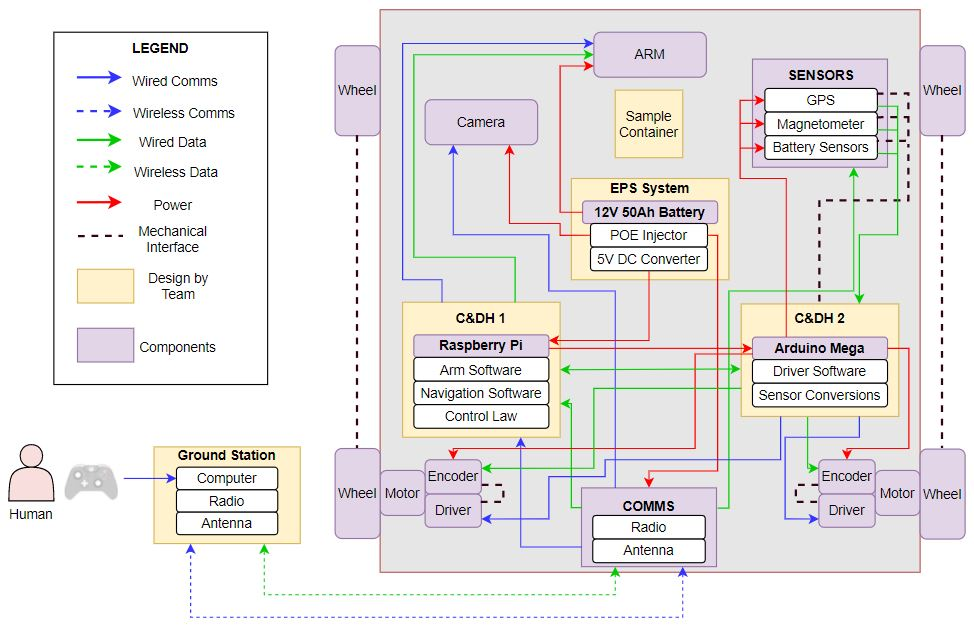 LEGEND
Wired Comms
Wireless Comms
Wired Data
Wireless Data
Power
Mechanical
Interface
Design by
Team
Components
Wheel
ARM
Camera
Sample
Container
SENSORS
GPS
Magnetometer
Battery Sensors
Wheel
EPS System
12V 50Ah Battery
POE Injector
5V DC Converter
C&DH 1
Raspberry Pi
Arm Software
Navigation Software
Control Law
C&DH 2
Arduino Mega
Driver Software
Sensor Conversions
Human
Ground Station
Computer
Radio
Antenna
Wheel
Motor
Encoder
Driver
COMMS
Radio
Antenna
Encoder
Driver
Motor
Wheel